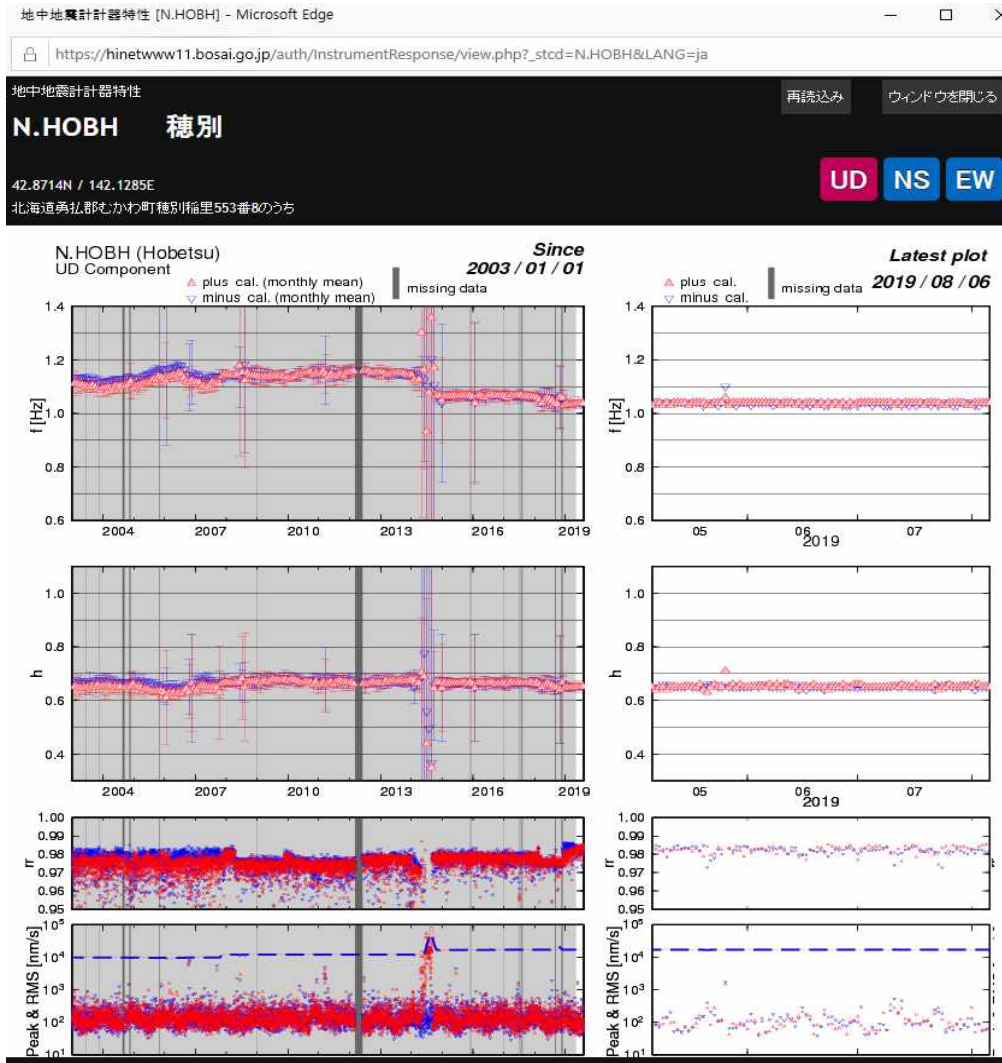 地中地震計計器特性 [N.HOBH] - Microsoft Edge
https://hinetwww11.bosai.go.jp/auth/InstrumentResponse/view.php?_stcd=N.HOBH&LANG=ja
地中地震計計器特性
再読込み ウィンドウを閉じる
N.HOBH 穂別
42.8714N / 142.1285E
UD NS EW
北海道勇払郡むかわ町穂別稲里553番8のうち
N.HOBH (Hobetsu)
UD Component
Since
2003 / 01 / 01
plus cal. (monthly mean)
minus cal. (monthly mean)
missing data
Latest plot
2019 / 08 / 06
plus cal.
minus cal.
missing data
f [Hz]
1.4
1.2
1.0
0.8
0.6
2004 2007 2010 2013 2016 2019
f [Hz]
1.4
1.2
1.0
0.8
0.6
05 06 07
2019
h
1.0
0.8
0.6
0.4
2004 2007 2010 2013 2016 2019
h
1.0
0.8
0.6
0.4
05 06 07
2019
rr
1.00
0.99
0.98
0.97
0.96
0.95
rr
1.00
0.99
0.98
0.97
0.96
0.95
Peak & RMS [nm/s]
10⁵
10⁴
10³
10²
10¹
Peak & RMS [nm/s]
10⁵
10⁴
10³
10²
10¹